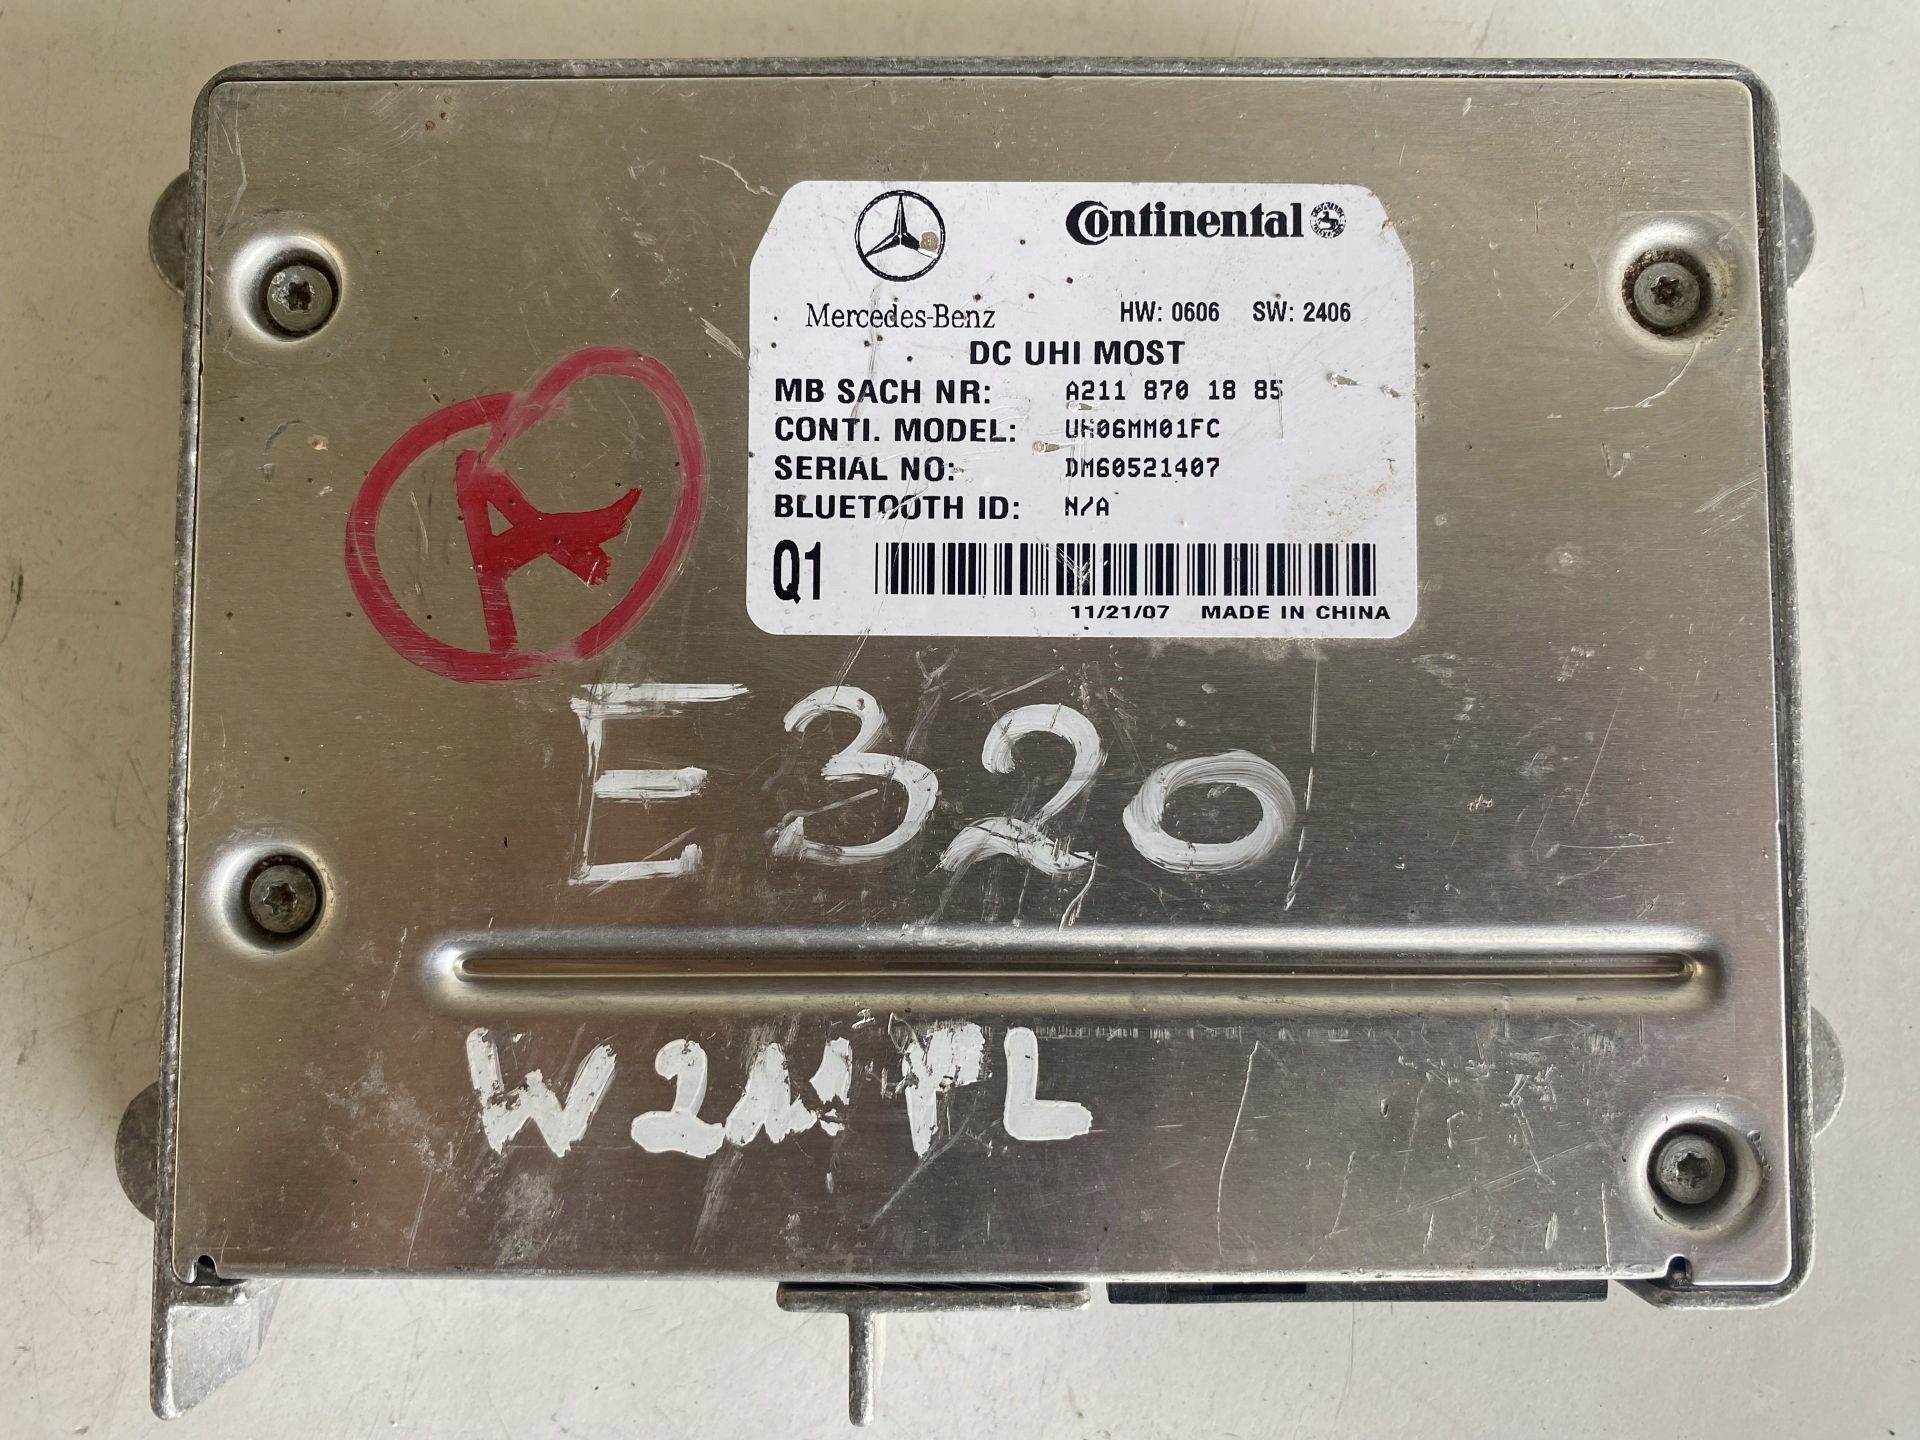 Continental
Mercedes-Benz HW: 0606 SW: 2406
DC UHI MOST
MB SACH NR: A211 870 18 85
CONTI. MODEL: UH06MM01FC
SERIAL NO: DM60521407
BLUETOOTH ID: N/A
Q1
11/21/07 MADE IN CHINA
A
E320
W211 FL